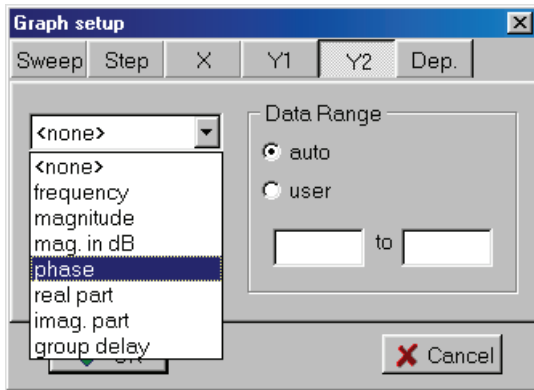 Graph setup
Sweep Step X Y1 Y2 Dep.
<none>
<none>
frequency
magnitude
mag. in dB
phase
real part
imag. part
group delay
Data Range
auto
user
to
Cancel